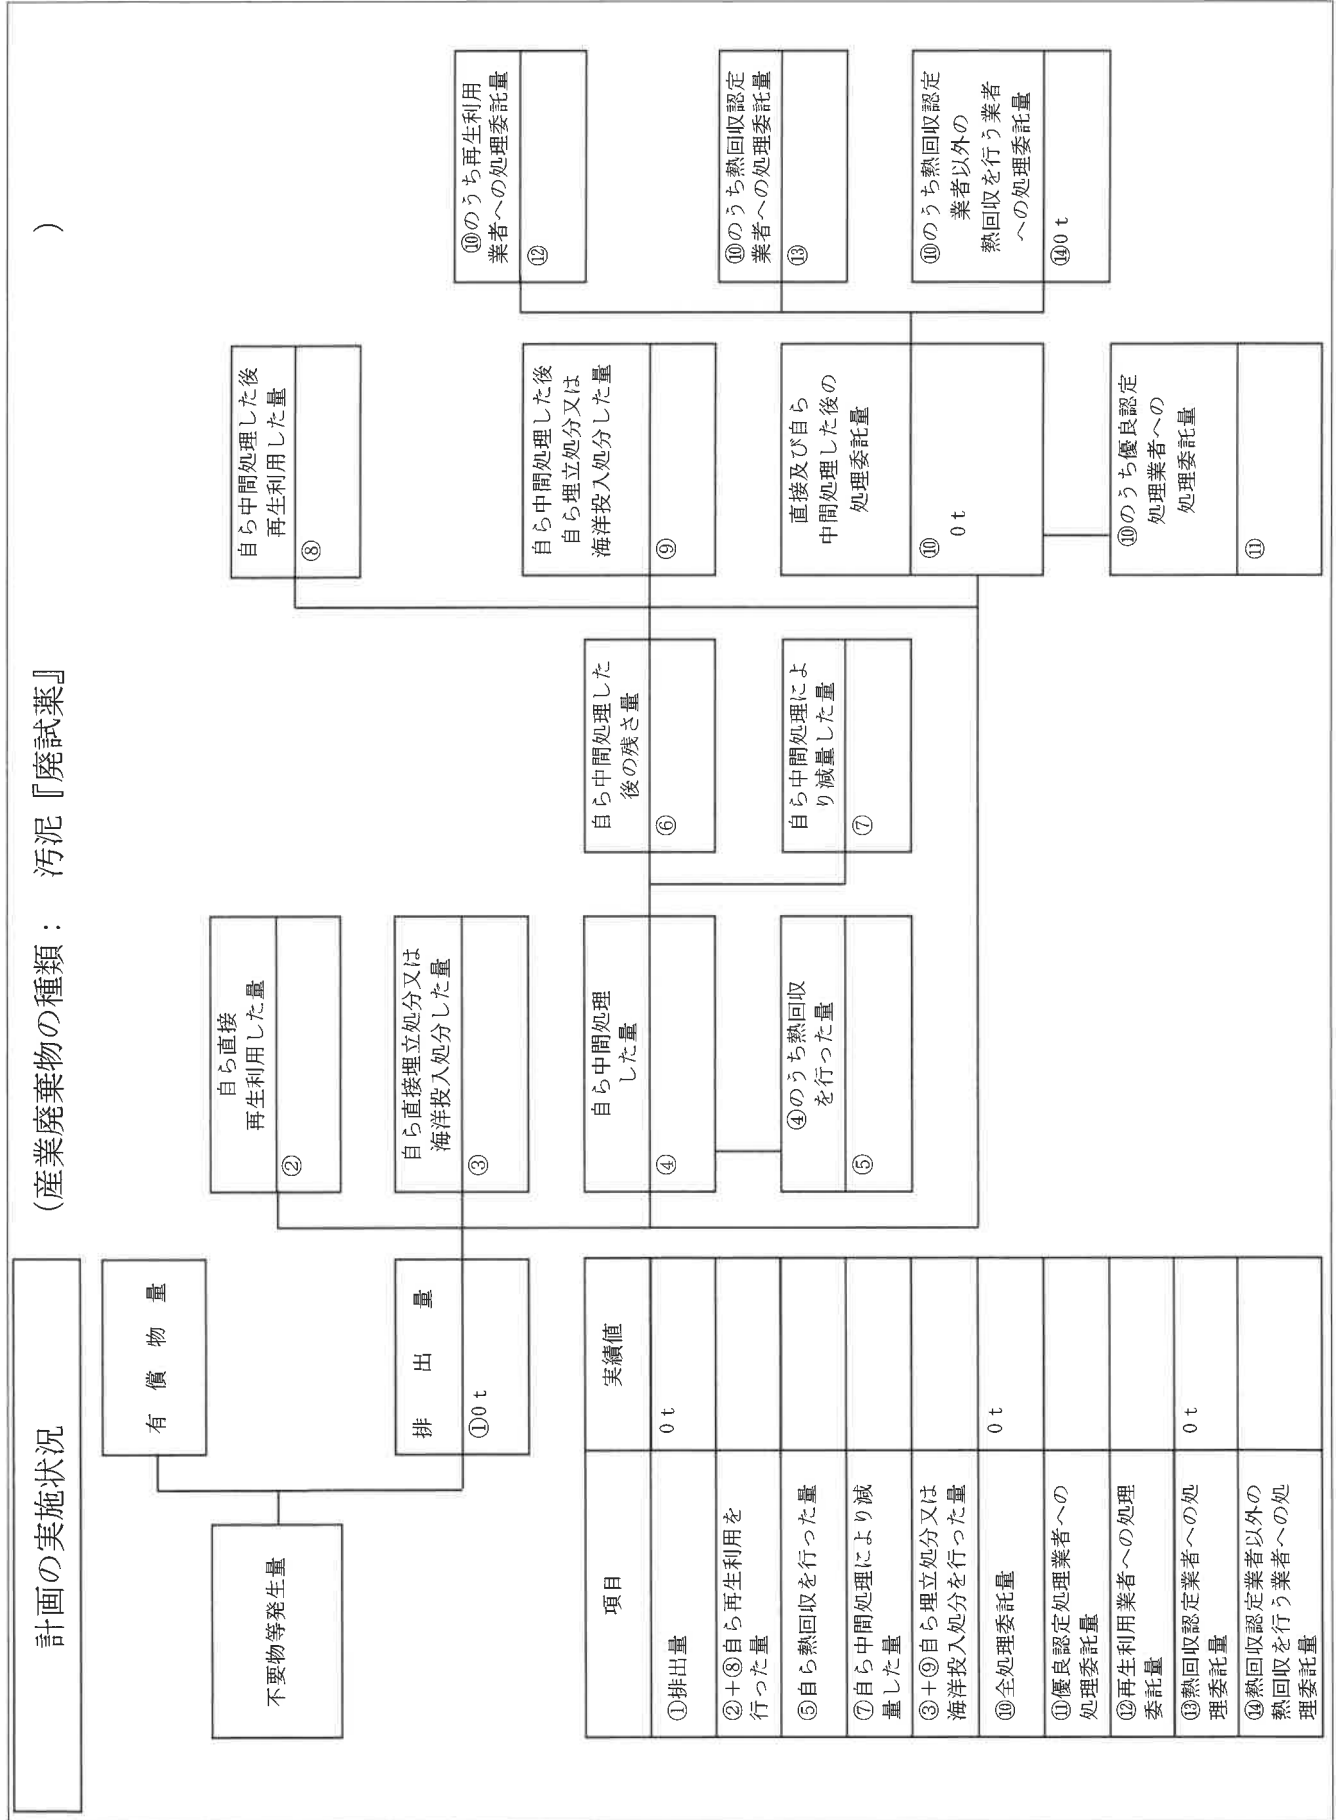 計画の実施状況
(産業廃棄物の種類： 汚泥『廃試薬』 )
不要物等発生量
有 償 物 量
排 出 量
①0 t
自ら直接
再生利用した量
②
自ら直接埋立処分又は
海洋投入処分した量
③
自ら中間処理
した量
④
④のうち熱回収
を行った量
⑤
自ら中間処理した
後の残さ量
⑥
自ら中間処理によ
り減量した量
⑦
自ら中間処理した後
再生利用した量
⑧
自ら中間処理した後
自ら埋立処分又は
海洋投入処分した量
⑨
直接及び自ら
中間処理した後の
処理委託量
⑩
0 t
⑩のうち優良認定
処理業者への
処理委託量
⑪
⑩のうち再生利用
業者への処理委託量
⑫
⑩のうち熱回収認定
業者への処理委託量
⑬
⑩のうち熱回収認定
業者以外の
熱回収を行う業者
への処理委託量
⑭0 t
項目 実績値
①排出量 0 t
②＋⑧自ら再生利用を
行った量
⑤自ら熱回収を行った量
⑦自ら中間処理により減
量した量
③＋⑨自ら埋立処分又は
海洋投入処分を行った量
⑩全処理委託量 0 t
⑪優良認定処理業者への
処理委託量
⑫再生利用業者への処理
委託量
⑬熱回収認定業者への処
理委託量 0 t
⑭熱回収認定業者以外の
熱回収を行う業者への処
理委託量